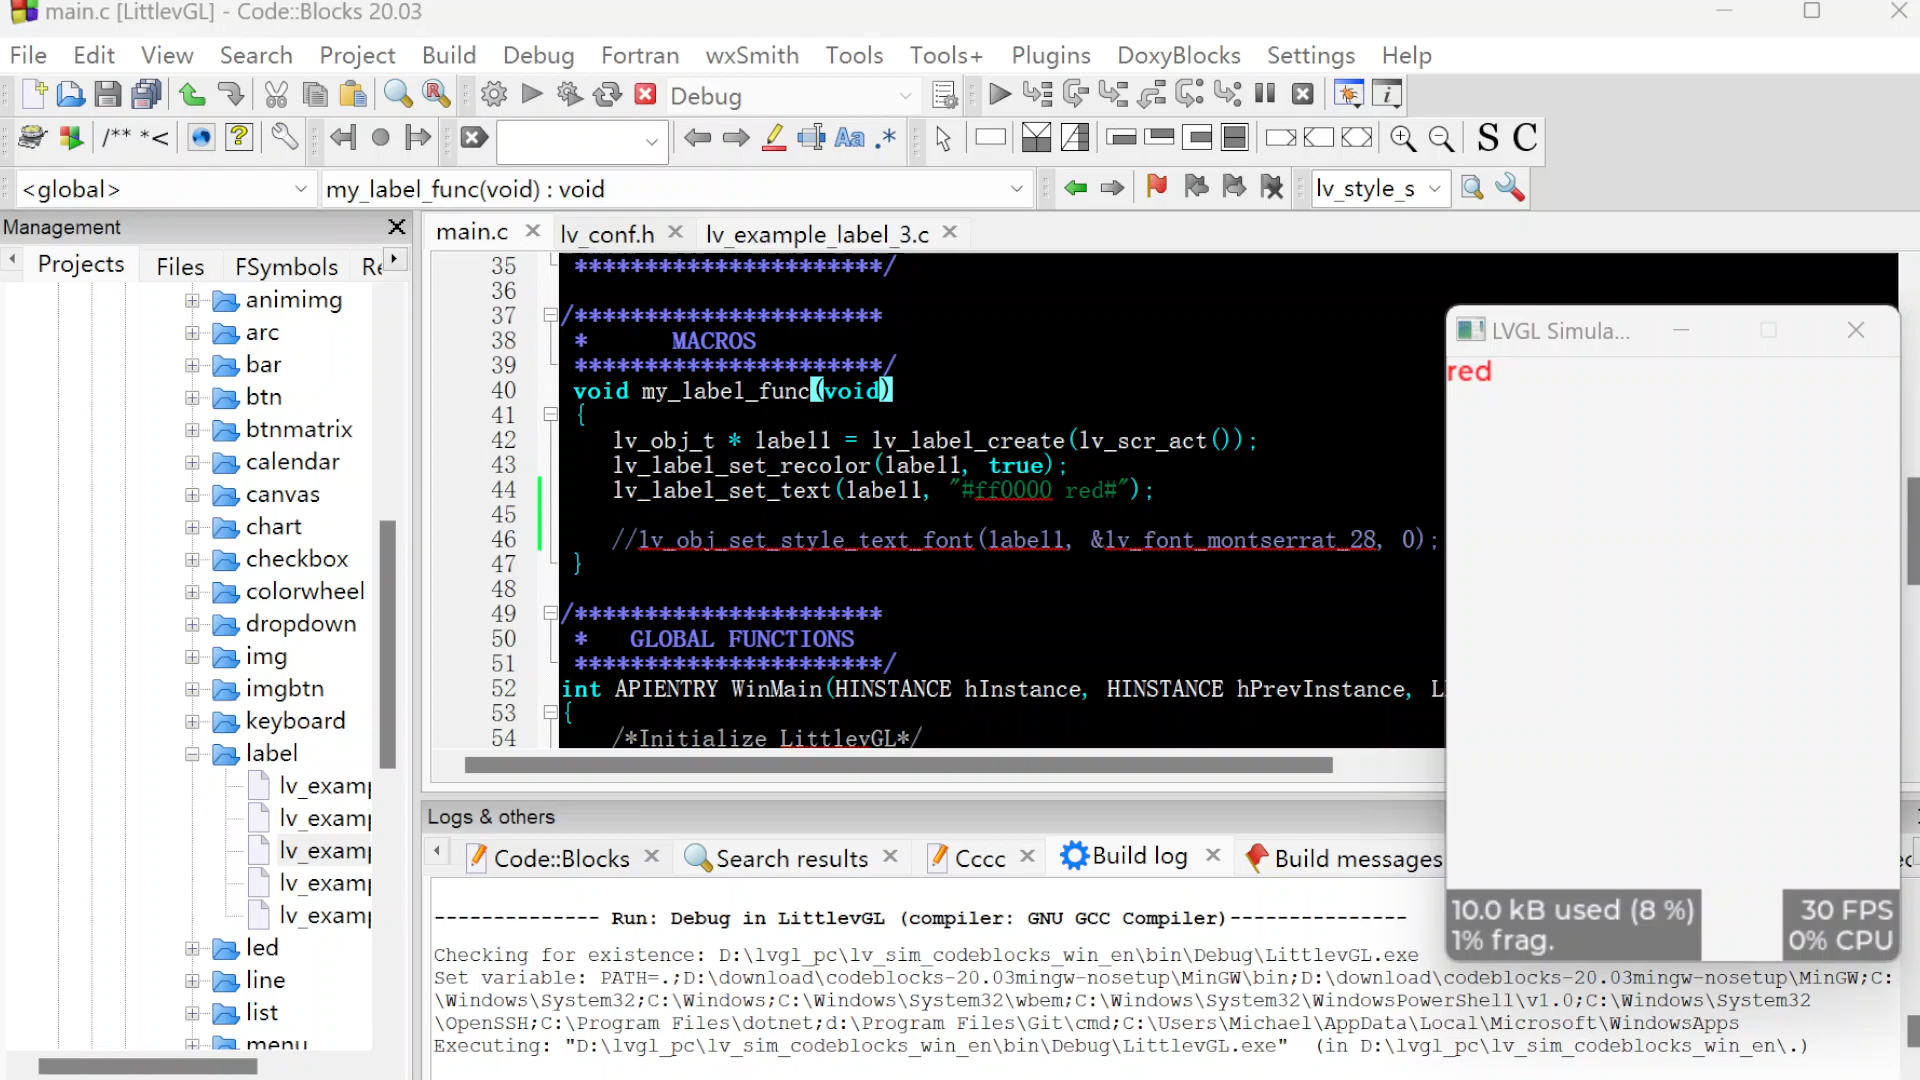 main.c [LittlevGL] - Code::Blocks 20.03
File Edit View Search Project Build Debug Fortran wxSmith Tools Tools+ Plugins DoxyBlocks Settings Help
Debug
/** *< Aa .* S C
<global> my_label_func(void) : void lv_style_s
Management
main.c lv_conf.h lv_example_label_3.c
Projects Files FSymbols Re
animimg
arc
bar
btn
btnmatrix
calendar
canvas
chart
checkbox
colorwheel
dropdown
img
imgbtn
keyboard
label
lv_examp
lv_examp
lv_examp
lv_examp
lv_examp
led
line
list
menu
35 **********************/
36
37 /**********************
38 * MACROS
39 **********************/
40 void my_label_func(void)
41 {
42 lv_obj_t * label1 = lv_label_create(lv_scr_act());
43 lv_label_set_recolor(label1, true);
44 lv_label_set_text(label1, "#ff0000 red#");
45
46 //lv_obj_set_style_text_font(label1, &lv_font_montserrat_28, 0);
47 }
48
49 /**********************
50 * GLOBAL FUNCTIONS
51 **********************/
52 int APIENTRY WinMain(HINSTANCE hInstance, HINSTANCE hPrevInstance, L
53 {
54 /*Initialize LittlevGL*/
LVGL Simula...
red
10.0 kB used (8 %)
1% frag.
30 FPS
0% CPU
Logs & others
Code::Blocks Search results Cccc Build log Build messages
-------------- Run: Debug in LittlevGL (compiler: GNU GCC Compiler)---------------
Checking for existence: D:\lvgl_pc\lv_sim_codeblocks_win_en\bin\Debug\LittlevGL.exe
Set variable: PATH=.;D:\download\codeblocks-20.03mingw-nosetup\MinGW\bin;D:\download\codeblocks-20.03mingw-nosetup\MinGW;C:
\Windows\System32;C:\Windows;C:\Windows\System32\wbem;C:\Windows\System32\WindowsPowerShell\v1.0;C:\Windows\System32
\OpenSSH;C:\Program Files\dotnet;d:\Program Files\Git\cmd;C:\Users\Michael\AppData\Local\Microsoft\WindowsApps
Executing: "D:\lvgl_pc\lv_sim_codeblocks_win_en\bin\Debug\LittlevGL.exe" (in D:\lvgl_pc\lv_sim_codeblocks_win_en\.)